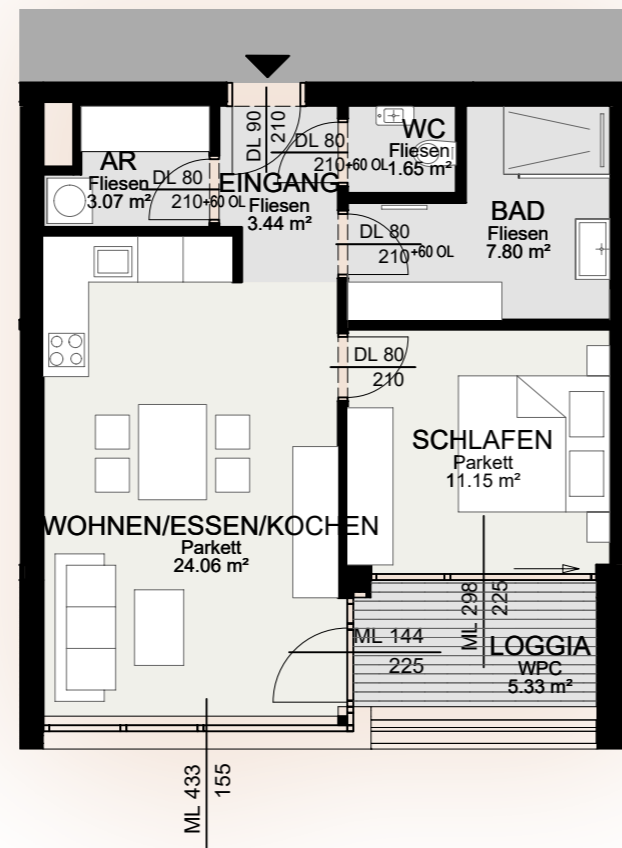 DL 90
210
AR
Fliesen
3.07 m²
DL 80
210+60 OL
EINGANG
Fliesen
3.44 m²
DL 80
210+60 OL
WC
Fliesen
1.65 m²
BAD
Fliesen
7.80 m²
DL 80
210+60 OL
DL 80
210
SCHLAFEN
Parkett
11.15 m²
WOHNEN/ESSEN/KOCHEN
Parkett
24.06 m²
ML 298
225
ML 144
225
LOGGIA
WPC
5.33 m²
ML 433
155